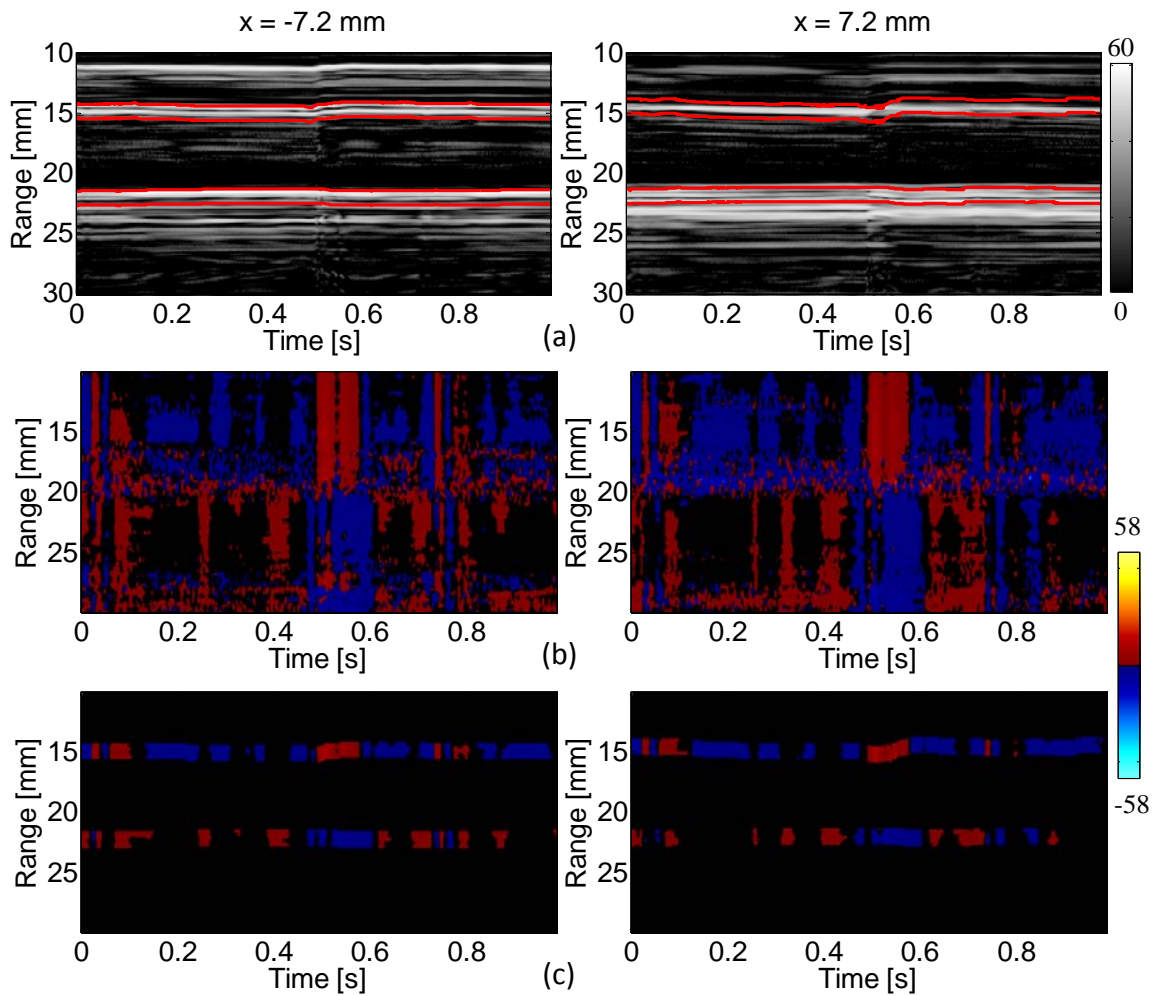 x = -7.2 mm x = 7.2 mm
10 10 60
15 15
20 20
25 25
30 30 0
Range [mm] Range [mm]
0 0.2 0.4 0.6 0.8 0 0.2 0.4 0.6 0.8
Time [s] (a) Time [s]
15 15
20 20
25 25
Range [mm] Range [mm]
0 0.2 0.4 0.6 0.8 0 0.2 0.4 0.6 0.8
Time [s] (b) Time [s]
58
-58
15 15
20 20
25 25
Range [mm] Range [mm]
0 0.2 0.4 0.6 0.8 0 0.2 0.4 0.6 0.8
Time [s] (c) Time [s]